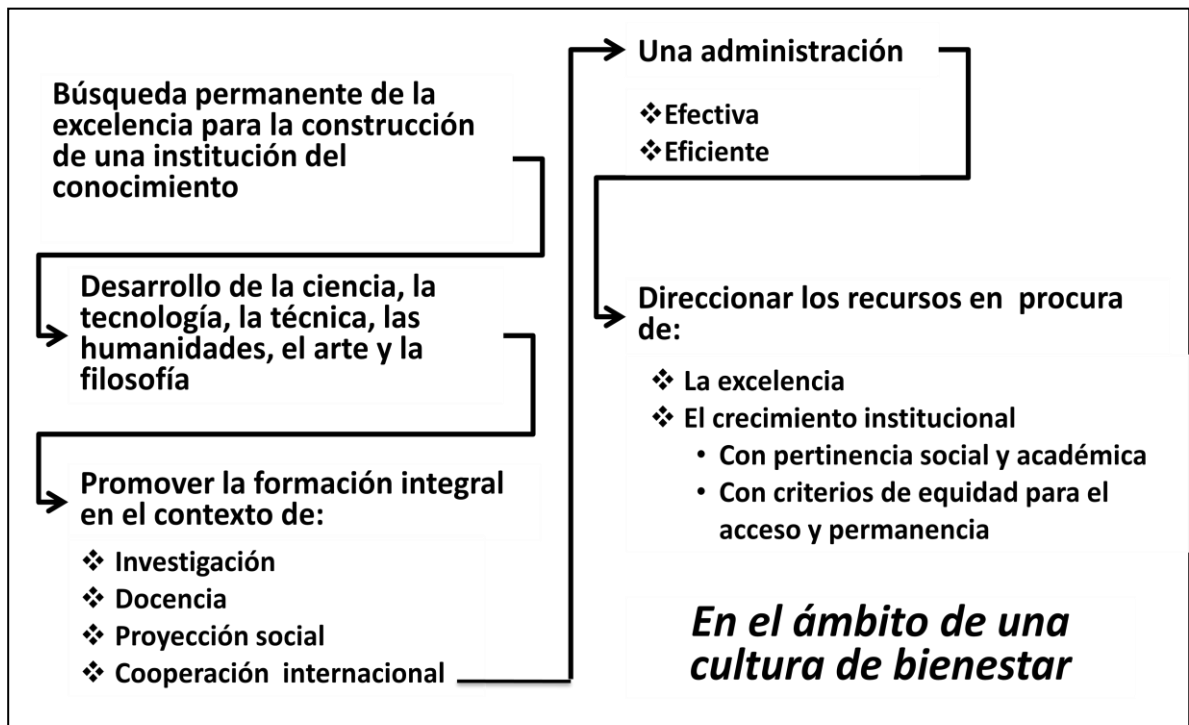 Búsqueda permanente de la
excelencia para la construcción
de una institución del
conocimiento
Desarrollo de la ciencia, la
tecnología, la técnica, las
humanidades, el arte y la
filosofía
Promover la formación integral
en el contexto de:
❖ Investigación
❖ Docencia
❖ Proyección social
❖ Cooperación internacional
Una administración
❖Efectiva
❖Eficiente
Direccionar los recursos en procura
de:
❖ La excelencia
❖ El crecimiento institucional
• Con pertinencia social y académica
• Con criterios de equidad para el
acceso y permanencia
En el ámbito de una
cultura de bienestar